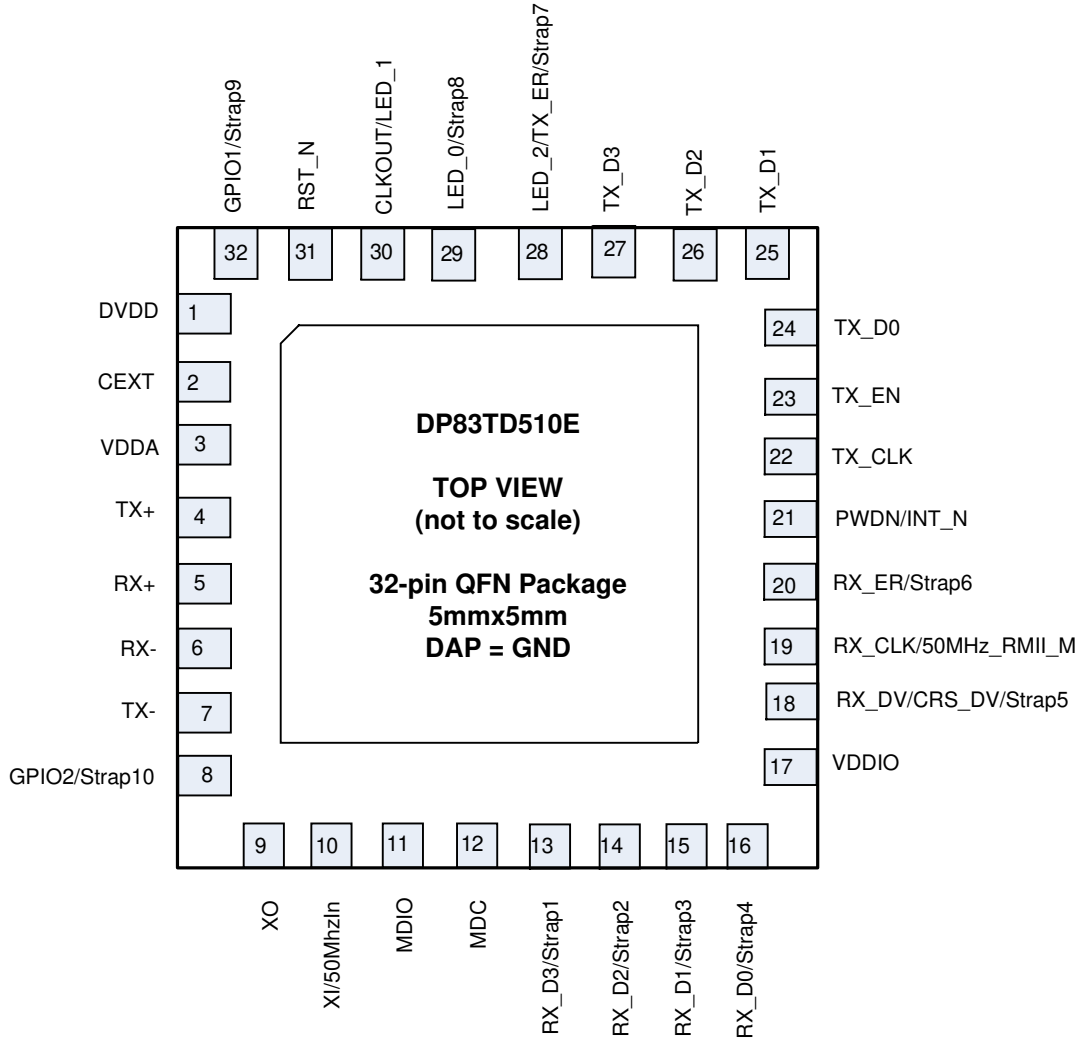 GPIO1/Strap9
RST_N
CLKOUT/LED_1
LED_0/Strap8
LED_2/TX_ER/Strap7
TX_D3
TX_D2
TX_D1
32
31
30
29
28
27
26
25
DVDD
1
CEXT
2
VDDA
3
TX+
4
RX+
5
RX-
6
TX-
7
GPIO2/Strap10
8
DP83TD510E
TOP VIEW
(not to scale)
32-pin QFN Package
5mmx5mm
DAP = GND
24
TX_D0
23
TX_EN
22
TX_CLK
21
PWDN/INT_N
20
RX_ER/Strap6
19
RX_CLK/50MHz_RMII_M
18
RX_DV/CRS_DV/Strap5
17
VDDIO
9
10
11
12
13
14
15
16
XO
XI/50MhzIn
MDIO
MDC
RX_D3/Strap1
RX_D2/Strap2
RX_D1/Strap3
RX_D0/Strap4